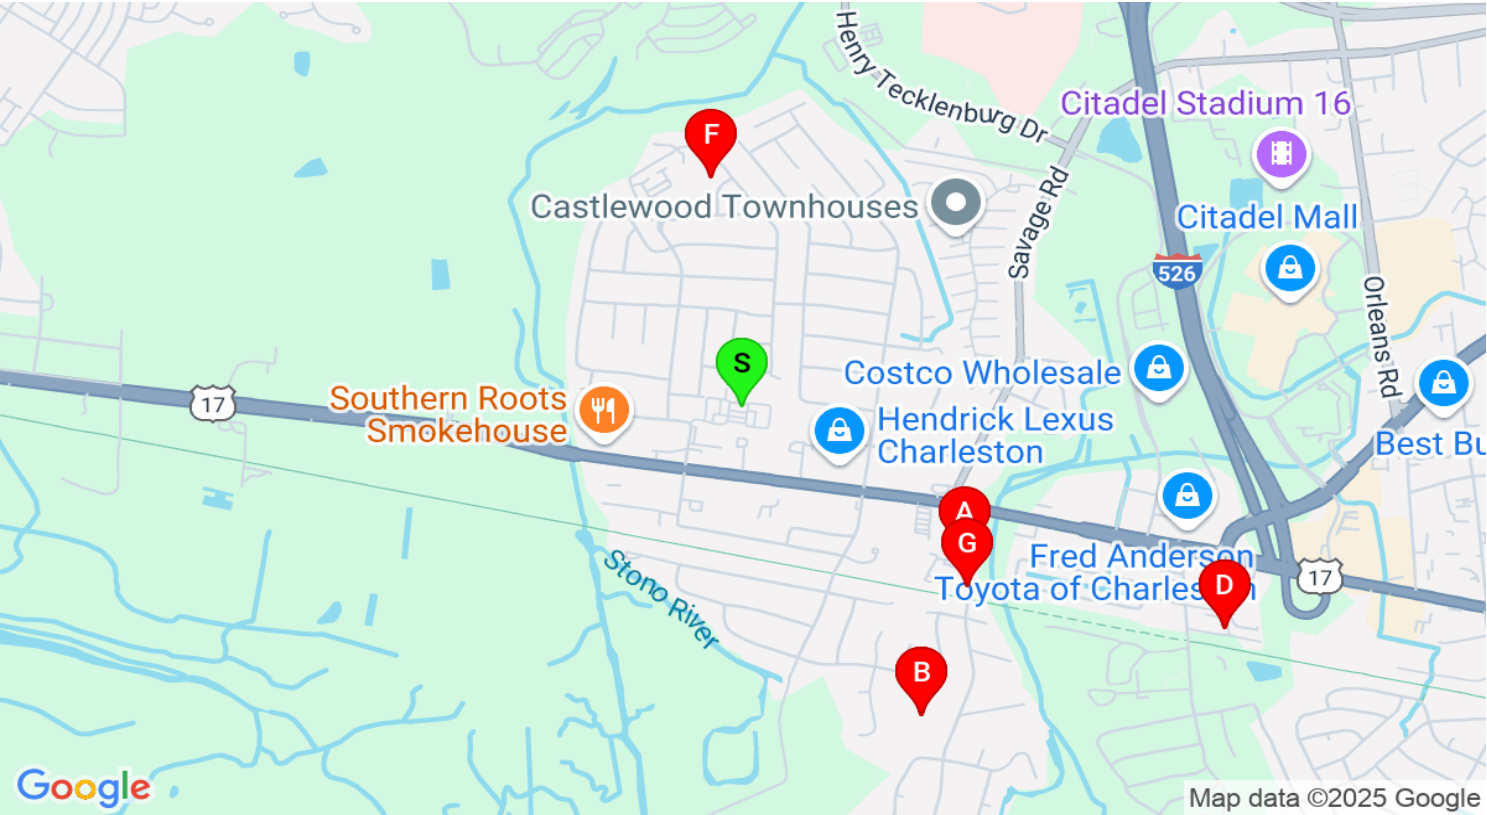 Henry Tecklenburg Dr
Citadel Stadium 16
F
Castlewood Townhouses
Savage Rd
Citadel Mall
526
Orleans Rd
S
Costco Wholesale
17
Southern Roots
Smokehouse
Hendrick Lexus
Charleston
Best Bu
A
G
Fred Anderson
Toyota of Charles
n
D
17
Stono River
B
Google
Map data ©2025 Google